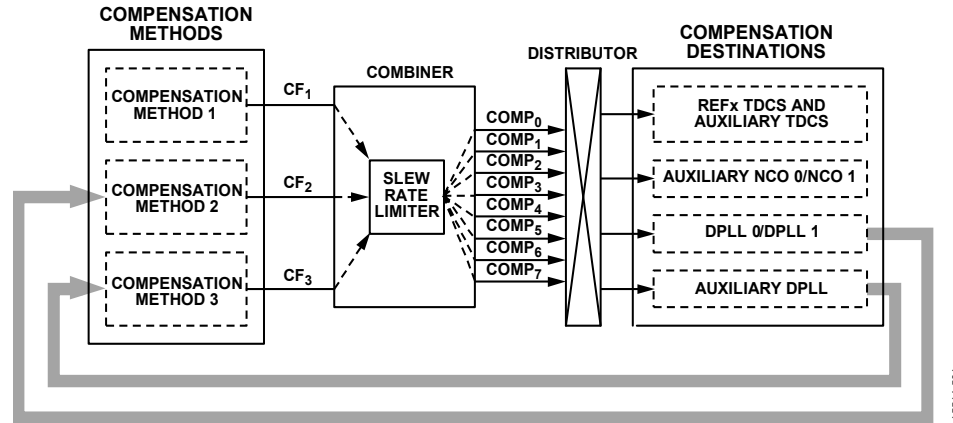 COMPENSATION
METHODS
COMPENSATION
METHOD 1
COMPENSATION
METHOD 2
COMPENSATION
METHOD 3
CF1
CF2
CF3
COMBINER
SLEW
RATE
LIMITER
COMP0
COMP1
COMP2
COMP3
COMP4
COMP5
COMP6
COMP7
DISTRIBUTOR
COMPENSATION
DESTINATIONS
REFx TDCS AND
AUXILIARY TDCS
AUXILIARY NCO 0/NCO 1
DPLL 0/DPLL 1
AUXILIARY DPLL